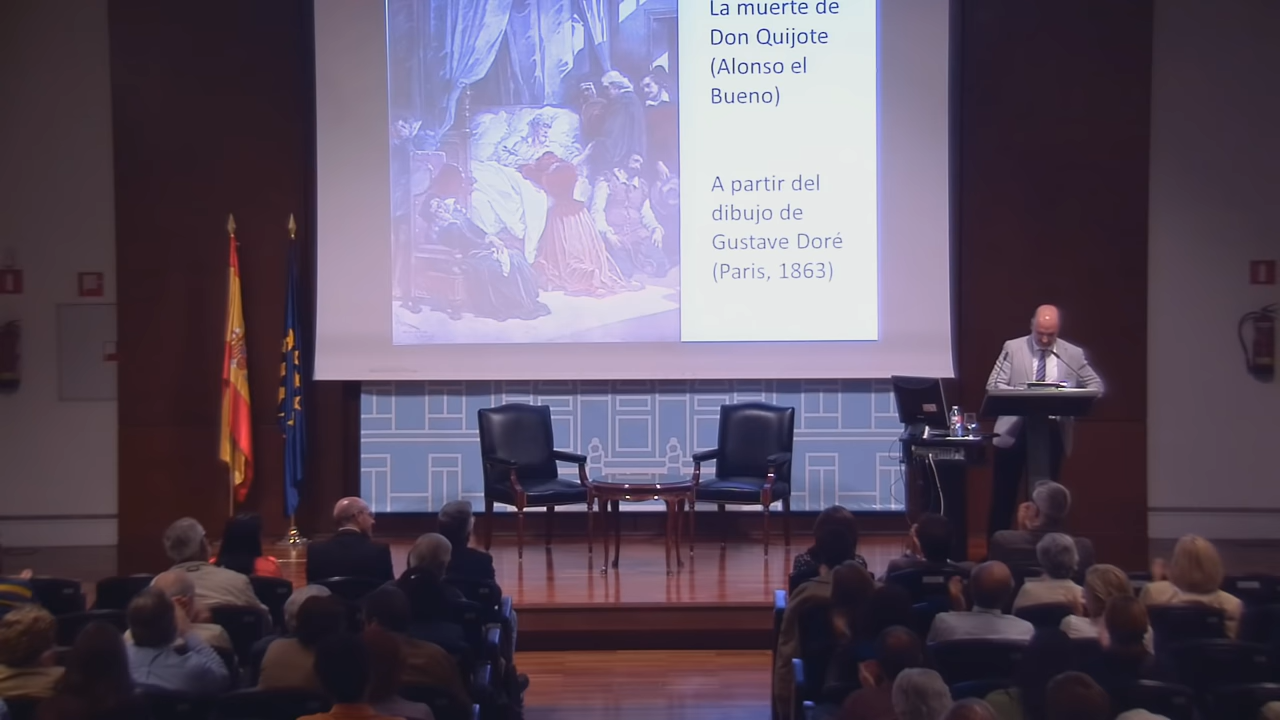 La muerte de
Don Quijote
(Alonso el
Bueno)
A partir del
dibujo de
Gustave Doré
(Paris, 1863)